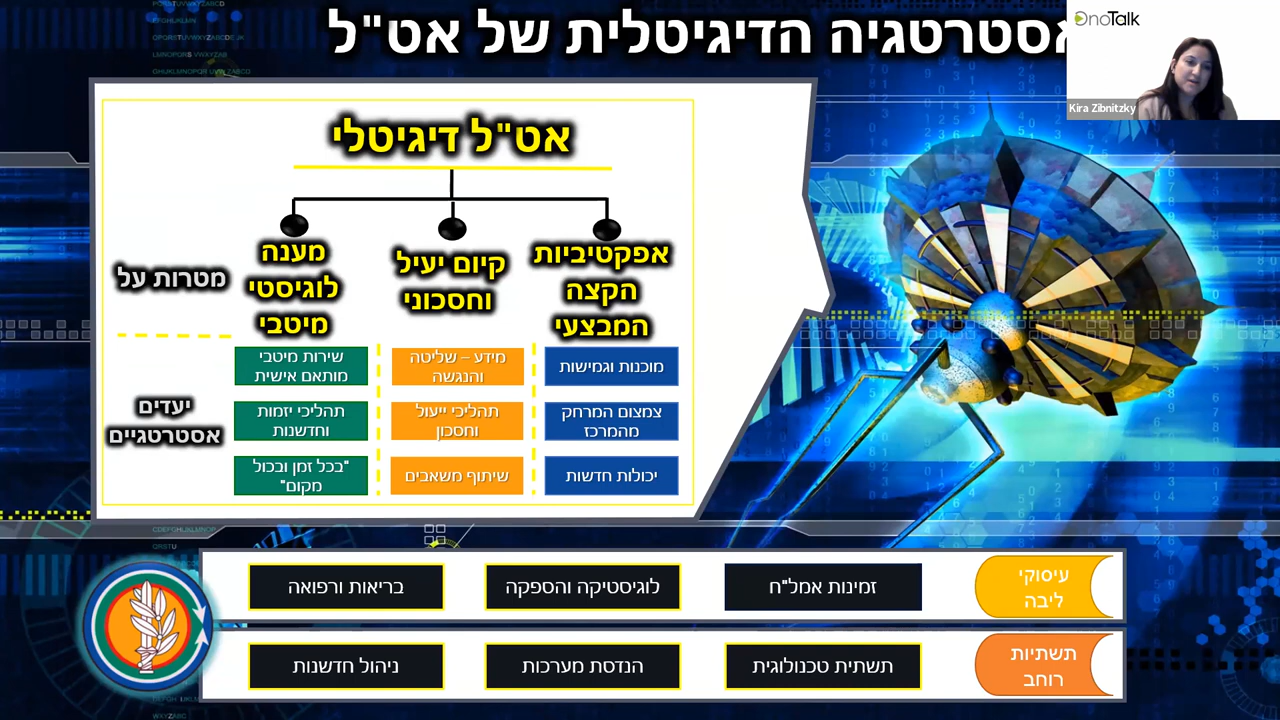 אסטרטגיה הדיגיטלית של אט"ל
OnoTalk
Kira Zibnitzky
אט"ל דיגיטלי
מטרות על
אפקטיביות
הקצה
המבצעי
קיום יעיל
וחסכוני
מענה
לוגיסטי
מיטבי
יעדים
אסטרטגיים
מוכנות וגמישות
צמצום המרחק
מהמרכז
יכולות חדשות
מידע – שליטה
והנגשה
תהליכי ייעול
וחסכון
שיתוף משאבים
שירות מיטבי
מותאם אישית
תהליכי יזמות
וחדשנות
"בכל זמן ובכול
מקום"
עיסוקי
ליבה
זמינות אמל"ח
לוגיסטיקה והספקה
בריאות ורפואה
תשתיות
רוחב
תשתית טכנולוגית
הנדסת מערכות
ניהול חדשנות